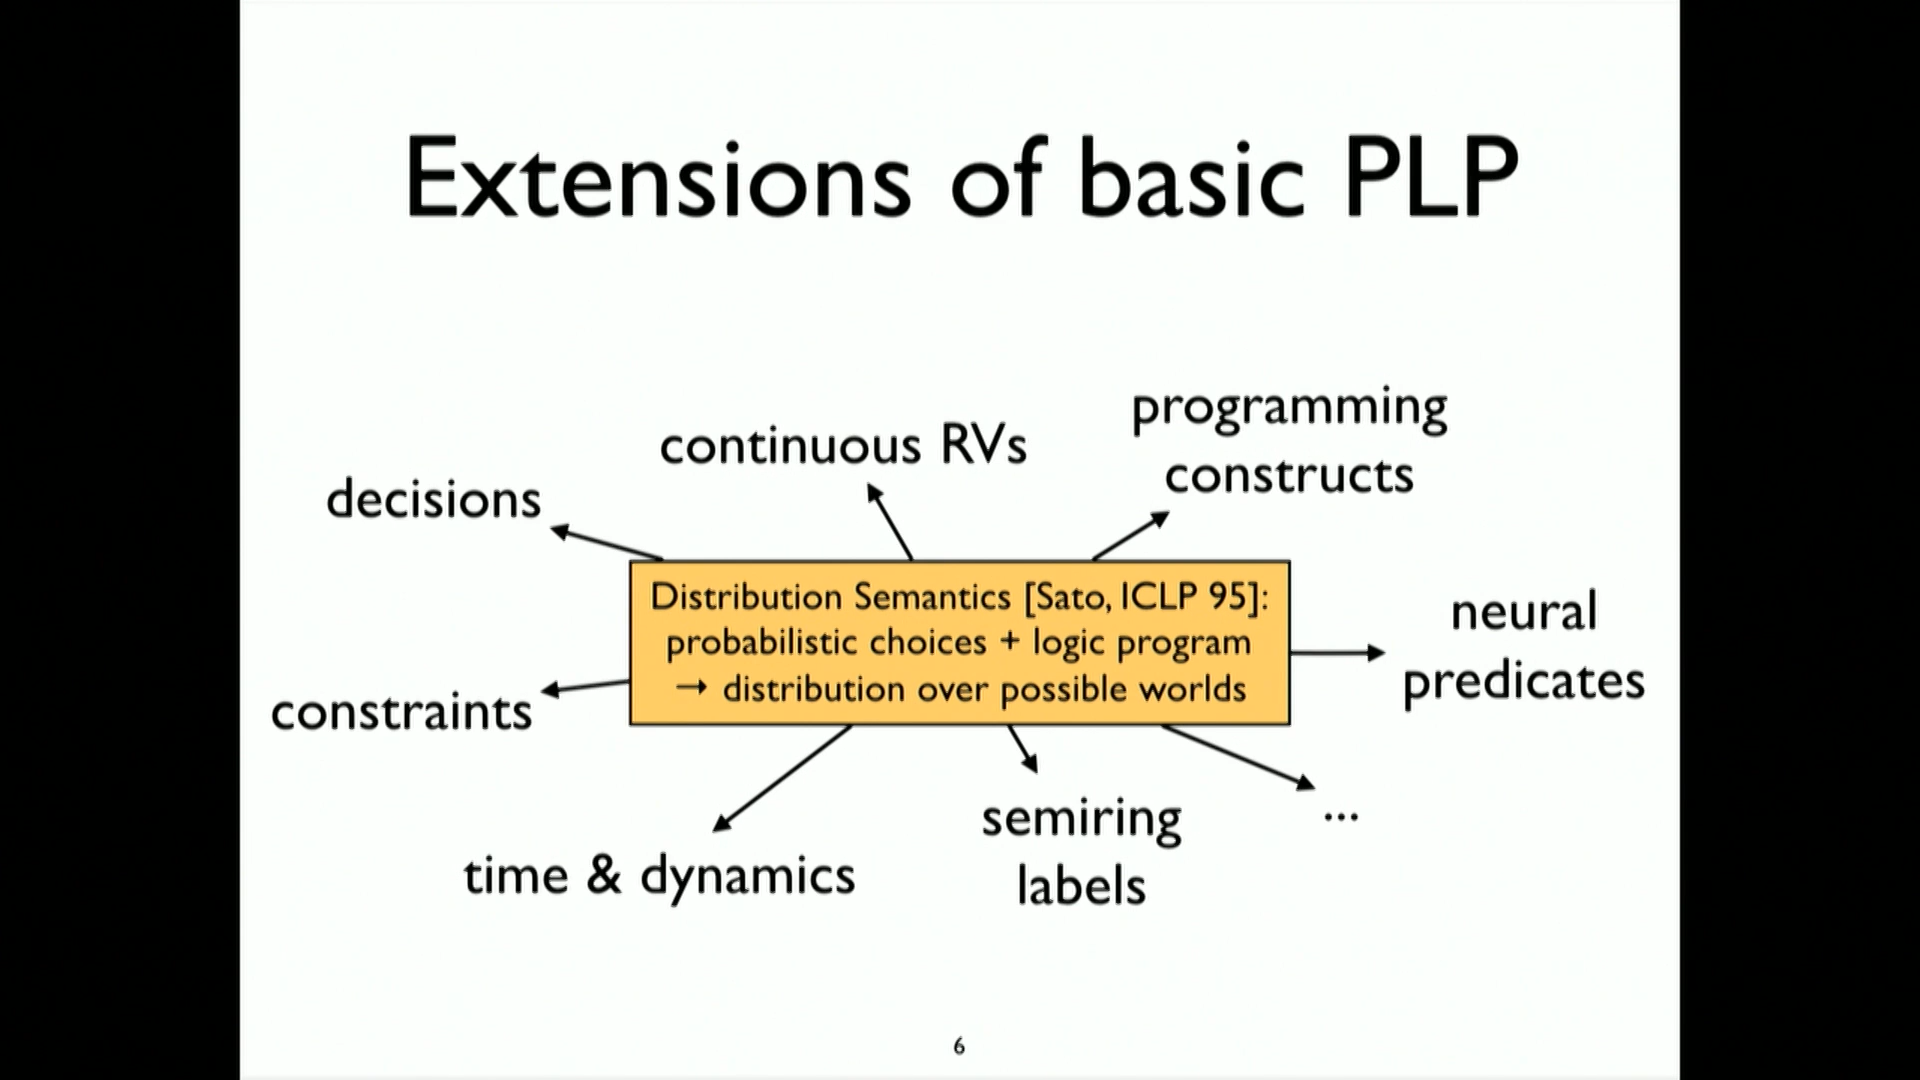 Extensions of basic PLP
programming
constructs
continuous RVs
decisions
Distribution Semantics [Sato, ICLP 95]:
probabilistic choices + logic program
→ distribution over possible worlds
neural
predicates
constraints
time & dynamics
semiring
labels
...
6